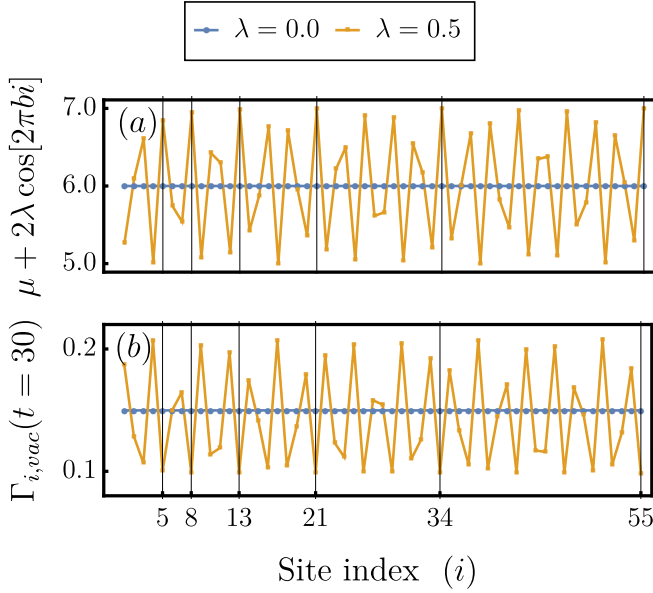 λ = 0.0 λ = 0.5
(a)
μ + 2λ cos[2πbi]
7.0
6.0
5.0
(b)
Γi,vac(t = 30)
0.2
0.1
5 8 13 21 34 55
Site index (i)